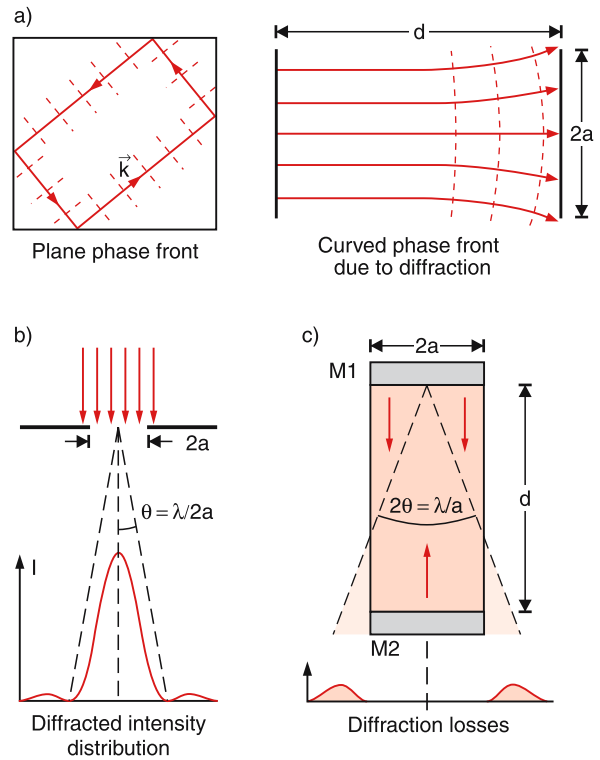 a)
k
Plane phase front
d
2a
Curved phase front
due to diffraction
b)
2a
θ = λ/2a
I
Diffracted intensity
distribution
c)
2a
M1
2θ = λ/a
d
M2
Diffraction losses